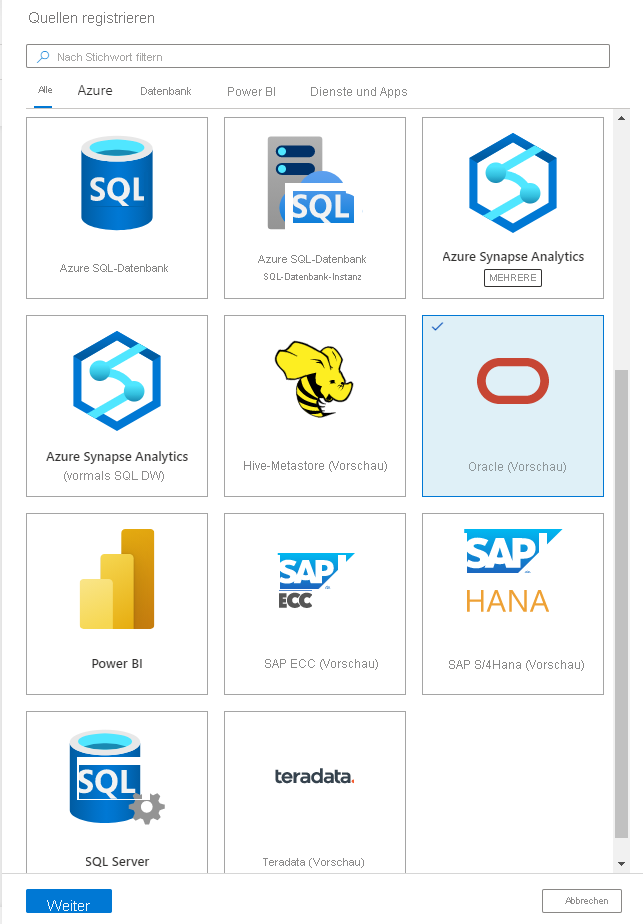 Quellen registrieren
Nach Stichwort filtern
Alle Azure Datenbank Power BI Dienste und Apps
SQL
Azure SQL-Datenbank
SQL
Azure SQL-Datenbank
SQL-Datenbank-Instanz
Azure Synapse Analytics
MEHRERE
Azure Synapse Analytics
(vormals SQL DW)
Hive-Metastore (Vorschau)
Oracle (Vorschau)
Power BI
SAP
ECC
SAP ECC (Vorschau)
SAP
HANA
SAP S/4Hana (Vorschau)
SQL
SQL Server
teradata.
Teradata (Vorschau)
Weiter
Abbrechen